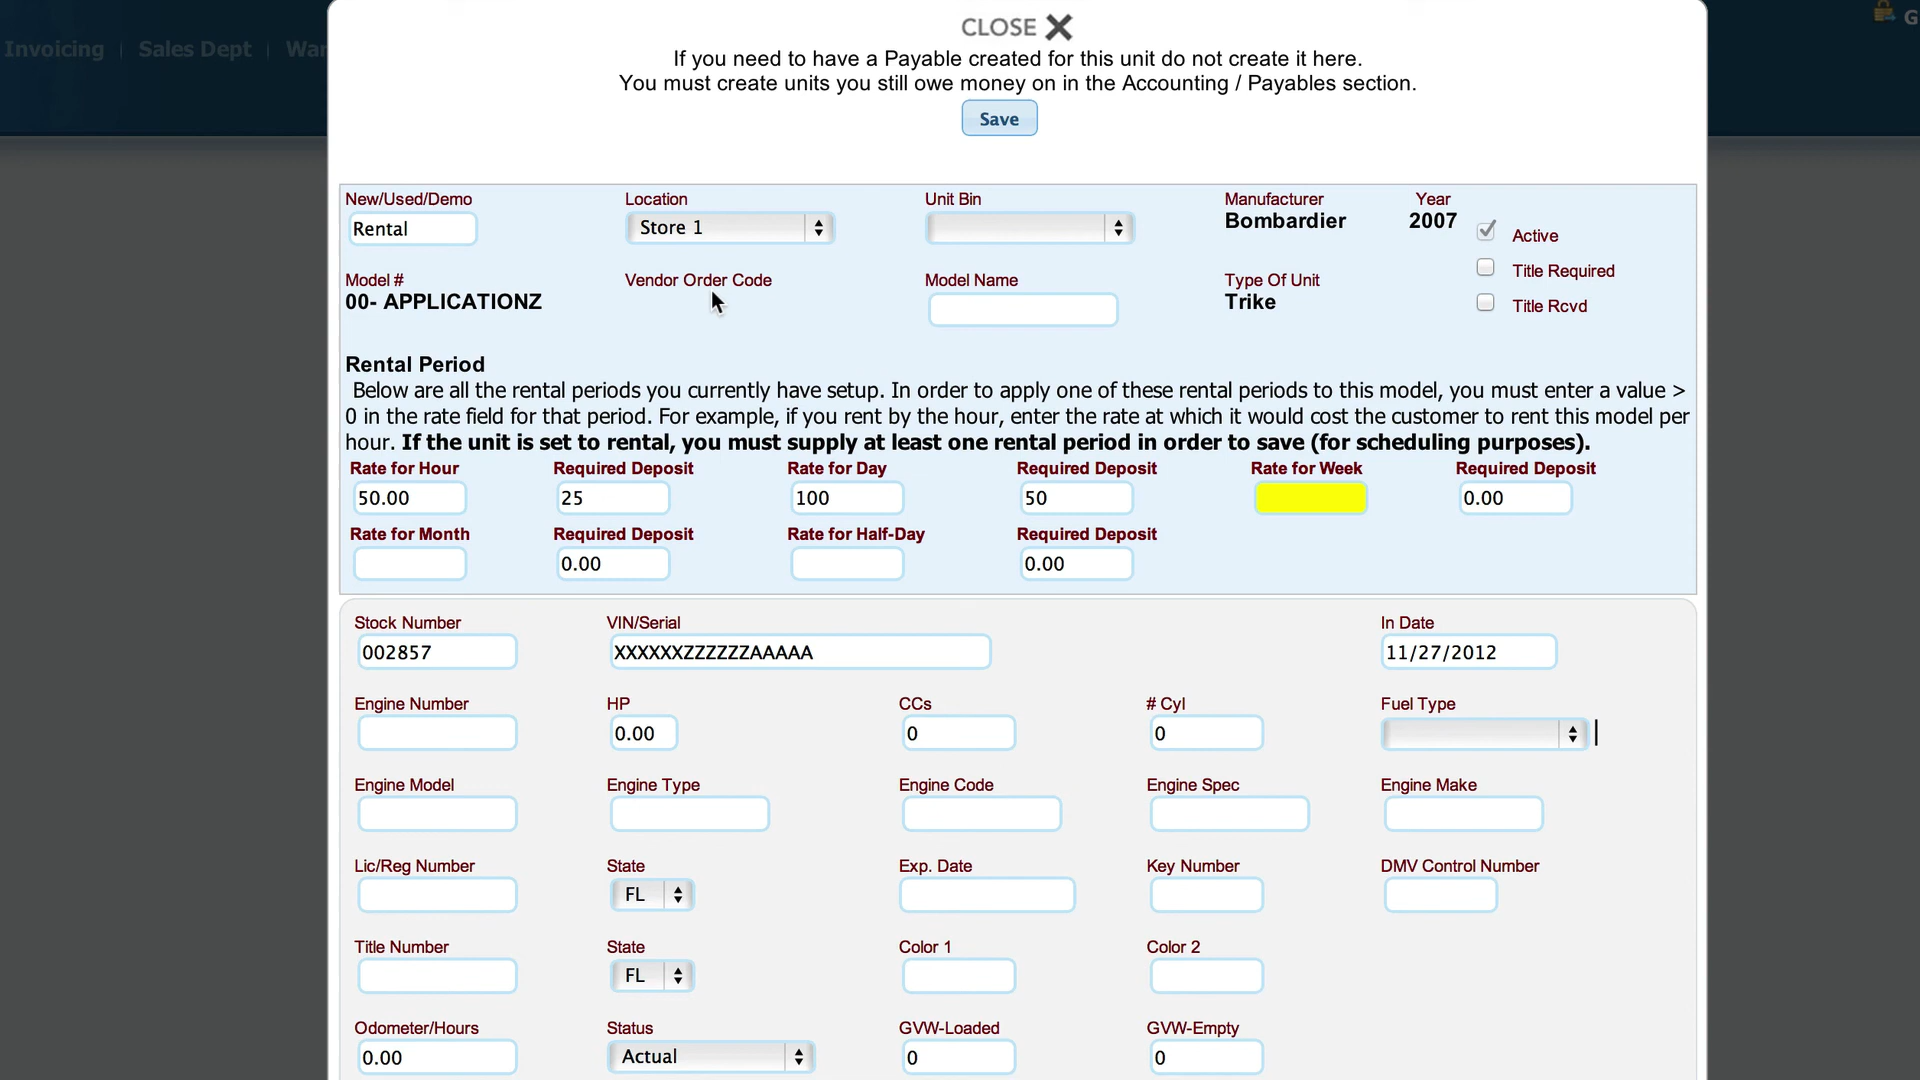 Invoicing | Sales Dept | War
G
CLOSE
If you need to have a Payable created for this unit do not create it here.
You must create units you still owe money on in the Accounting / Payables section.
Save
New/Used/Demo Location Unit Bin Manufacturer Year
Rental Store 1 Bombardier 2007
Active
Title Required
Model # Vendor Order Code Model Name Type Of Unit
00- APPLICATIONZ Trike
Title Rcvd
Rental Period
Below are all the rental periods you currently have setup. In order to apply one of these rental periods to this model, you must enter a value >
0 in the rate field for that period. For example, if you rent by the hour, enter the rate at which it would cost the customer to rent this model per
hour. If the unit is set to rental, you must supply at least one rental period in order to save (for scheduling purposes).
Rate for Hour Required Deposit Rate for Day Required Deposit Rate for Week Required Deposit
50.00 25 100 50 0.00
Rate for Month Required Deposit Rate for Half-Day Required Deposit
0.00 0.00
Stock Number VIN/Serial In Date
002857 XXXXXXZZZZZZAAAAA 11/27/2012
Engine Number HP CCs # Cyl Fuel Type
0.00 0 0
Engine Model Engine Type Engine Code Engine Spec Engine Make
Lic/Reg Number State Exp. Date Key Number DMV Control Number
FL
Title Number State Color 1 Color 2
FL
Odometer/Hours Status GVW-Loaded GVW-Empty
0.00 Actual 0 0